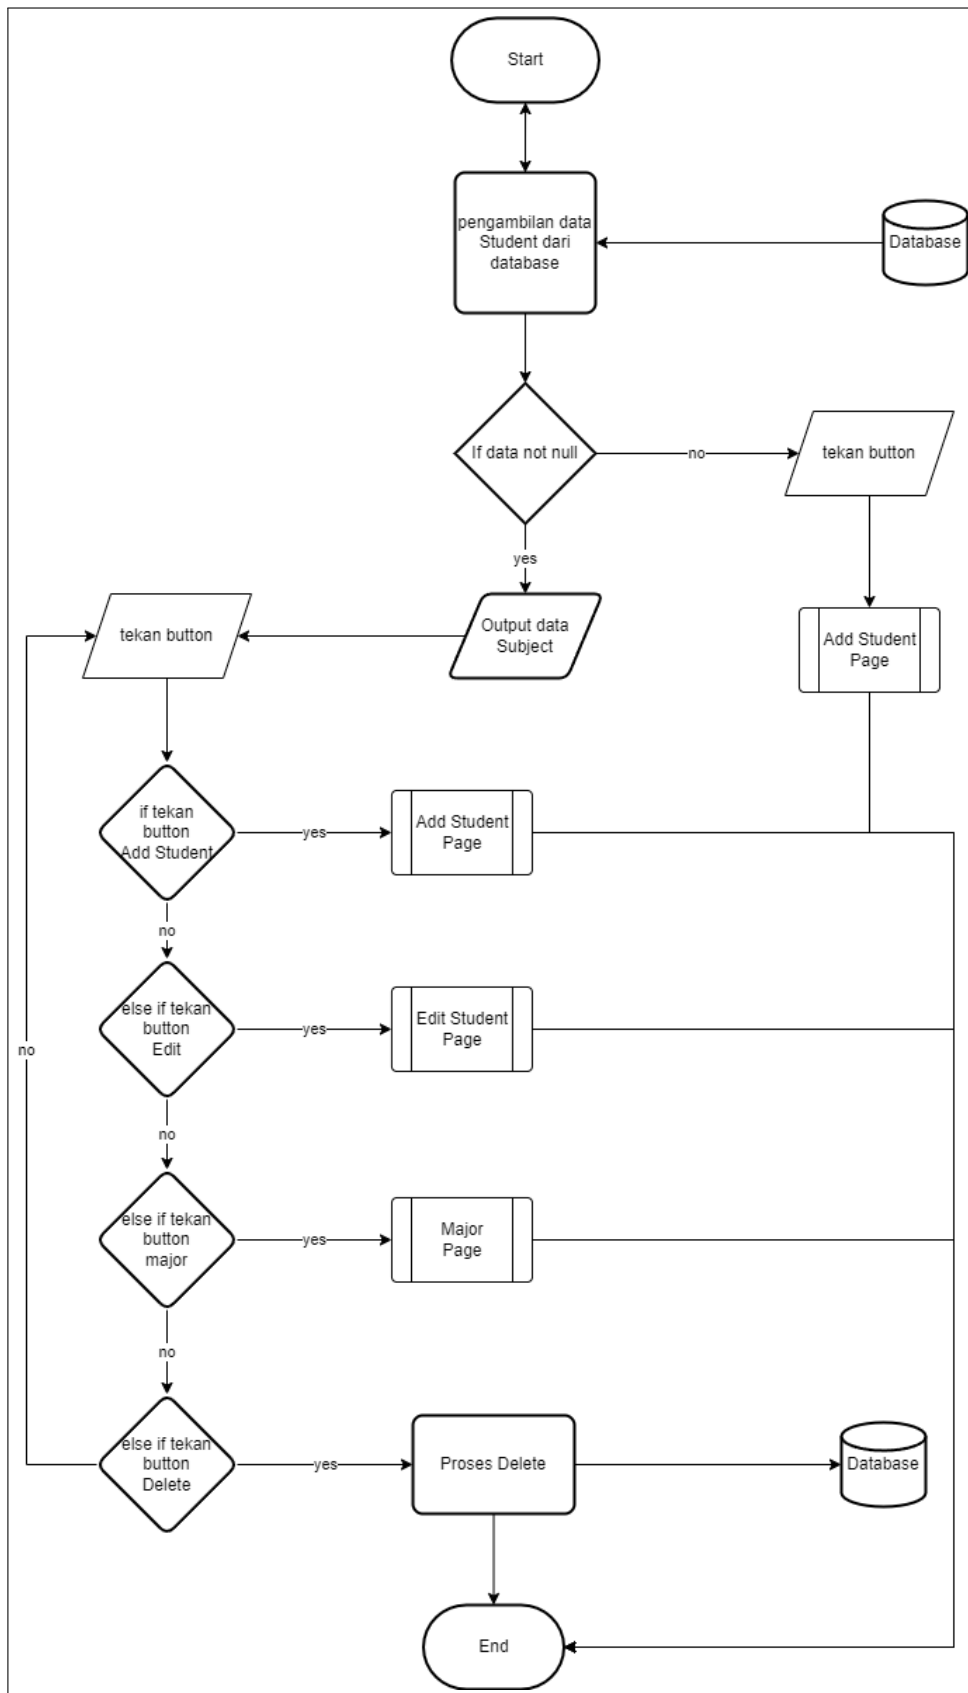 Start
pengambilan data
Student dari
database
Database
If data not null
no
tekan button
yes
Output data
Subject
tekan button
Add Student
Page
if tekan
button
Add Student
yes
Add Student
Page
no
else if tekan
button
Edit
yes
Edit Student
Page
no
no
else if tekan
button
major
yes
Major
Page
no
else if tekan
button
Delete
yes
Proses Delete
Database
End